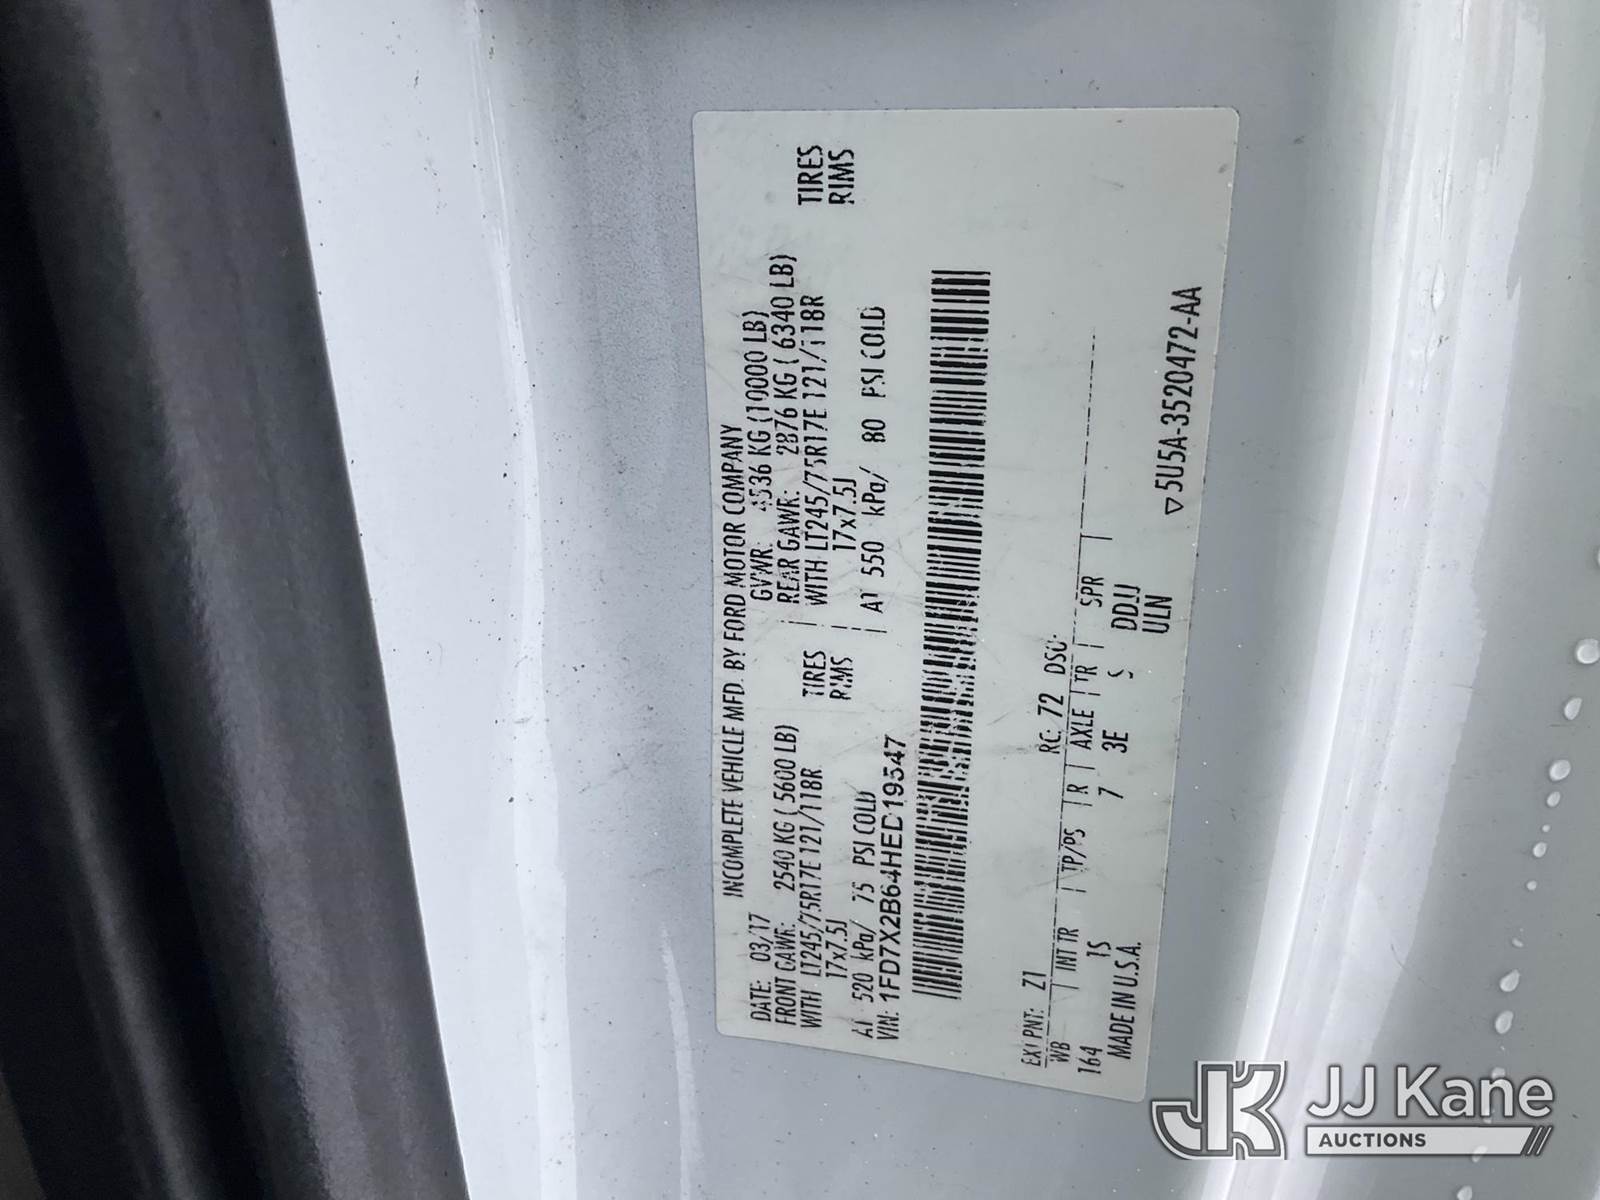 INCOMPLETE VEHICLE MFD. BY FORD MOTOR COMPANY
DATE: 03/17 GVWR: 4536 KG (10000 LB)
FRONT GAWR: 2540 KG ( 5600 LB) REAR GAWR: 2876 KG ( 6340 LB)
WITH LT245/75R17E 121/118R TIRES WITH LT245/75R17E 121/118R TIRES
17x7.5J RIMS 17x7.5J RIMS
AT 520 kPa/ 75 PSI COLD AT 550 kPa/ 80 PSI COLD
VIN: 1FD7X2B64HED19547
EXT PNT: Z1 RC: 72 DSO:
WB INT TR TP/PS R AXLE TR SPR
164 1S 7 3E S DDJJ
MADE IN U.S.A. ULN
▽5U5A-3520472-AA
JK JJ Kane
AUCTIONS